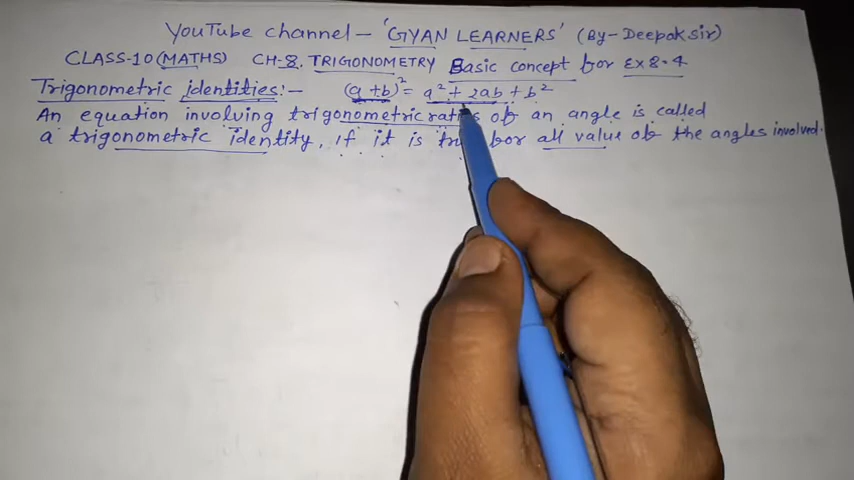 YouTube channel - 'GYAN LEARNERS' (By-Deepak sir)
CLASS-10 (MATHS) CH-8. TRIGONOMETRY Basic concept for Ex 8.4
Trigonometric identities:- (a+b)² = a² + 2ab + b²
An equation involving trigonometric ratios of an angle is called
a trigonometric identity, if it is for all value of the angles involved.